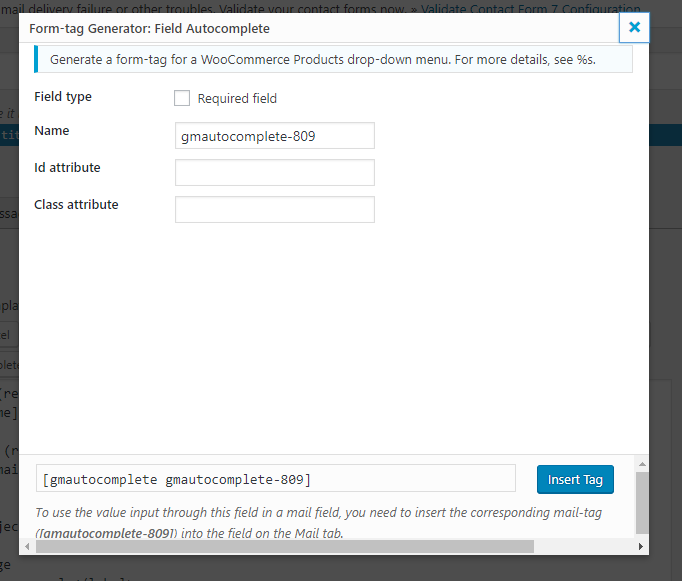 mail delivery failure or other troubles. Validate your contact forms now. » Validate Contact Form 7 Configuration
Form-tag Generator: Field Autocomplete
Generate a form-tag for a WooCommerce Products drop-down menu. For more details, see %s.
Field type
Required field
Name
gmautocomplete-809
Id attribute
Class attribute
[gmautocomplete gmautocomplete-809]
Insert Tag
To use the value input through this field in a mail field, you need to insert the corresponding mail-tag
([gmautocomplete-809]) into the field on the Mail tab.